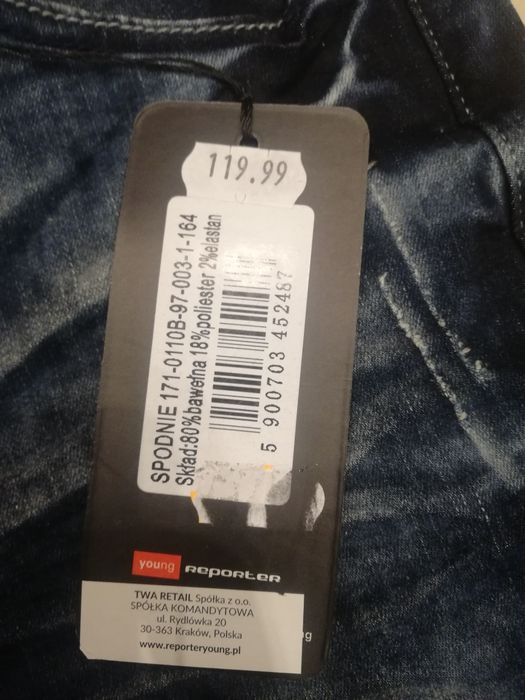 119.99
SPODNIE 171-0110B-97-003-1-164
Skład:80%bawełna 18%poliester 2%elastan
5 900703 452487
young REPORTER
TWA RETAIL Spółka z o.o.
SPÓŁKA KOMANDYTOWA
ul. Rydlówka 20
30-363 Kraków, Polska
www.reporteryoung.pl
ng